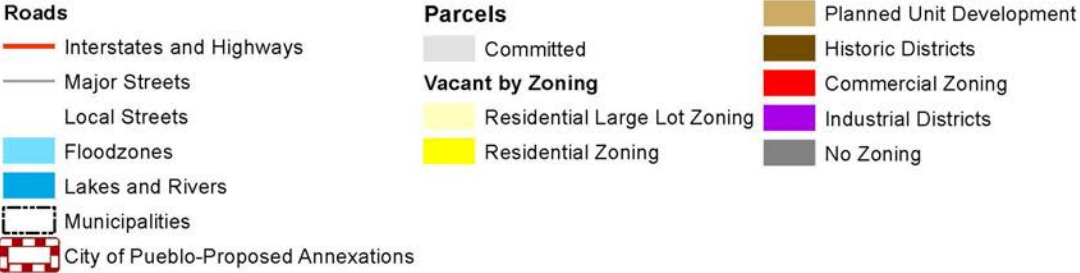 Roads
Interstates and Highways
Major Streets
Local Streets
Floodzones
Lakes and Rivers
Municipalities
City of Pueblo-Proposed Annexations
Parcels
Committed
Vacant by Zoning
Residential Large Lot Zoning
Residential Zoning
Planned Unit Development
Historic Districts
Commercial Zoning
Industrial Districts
No Zoning